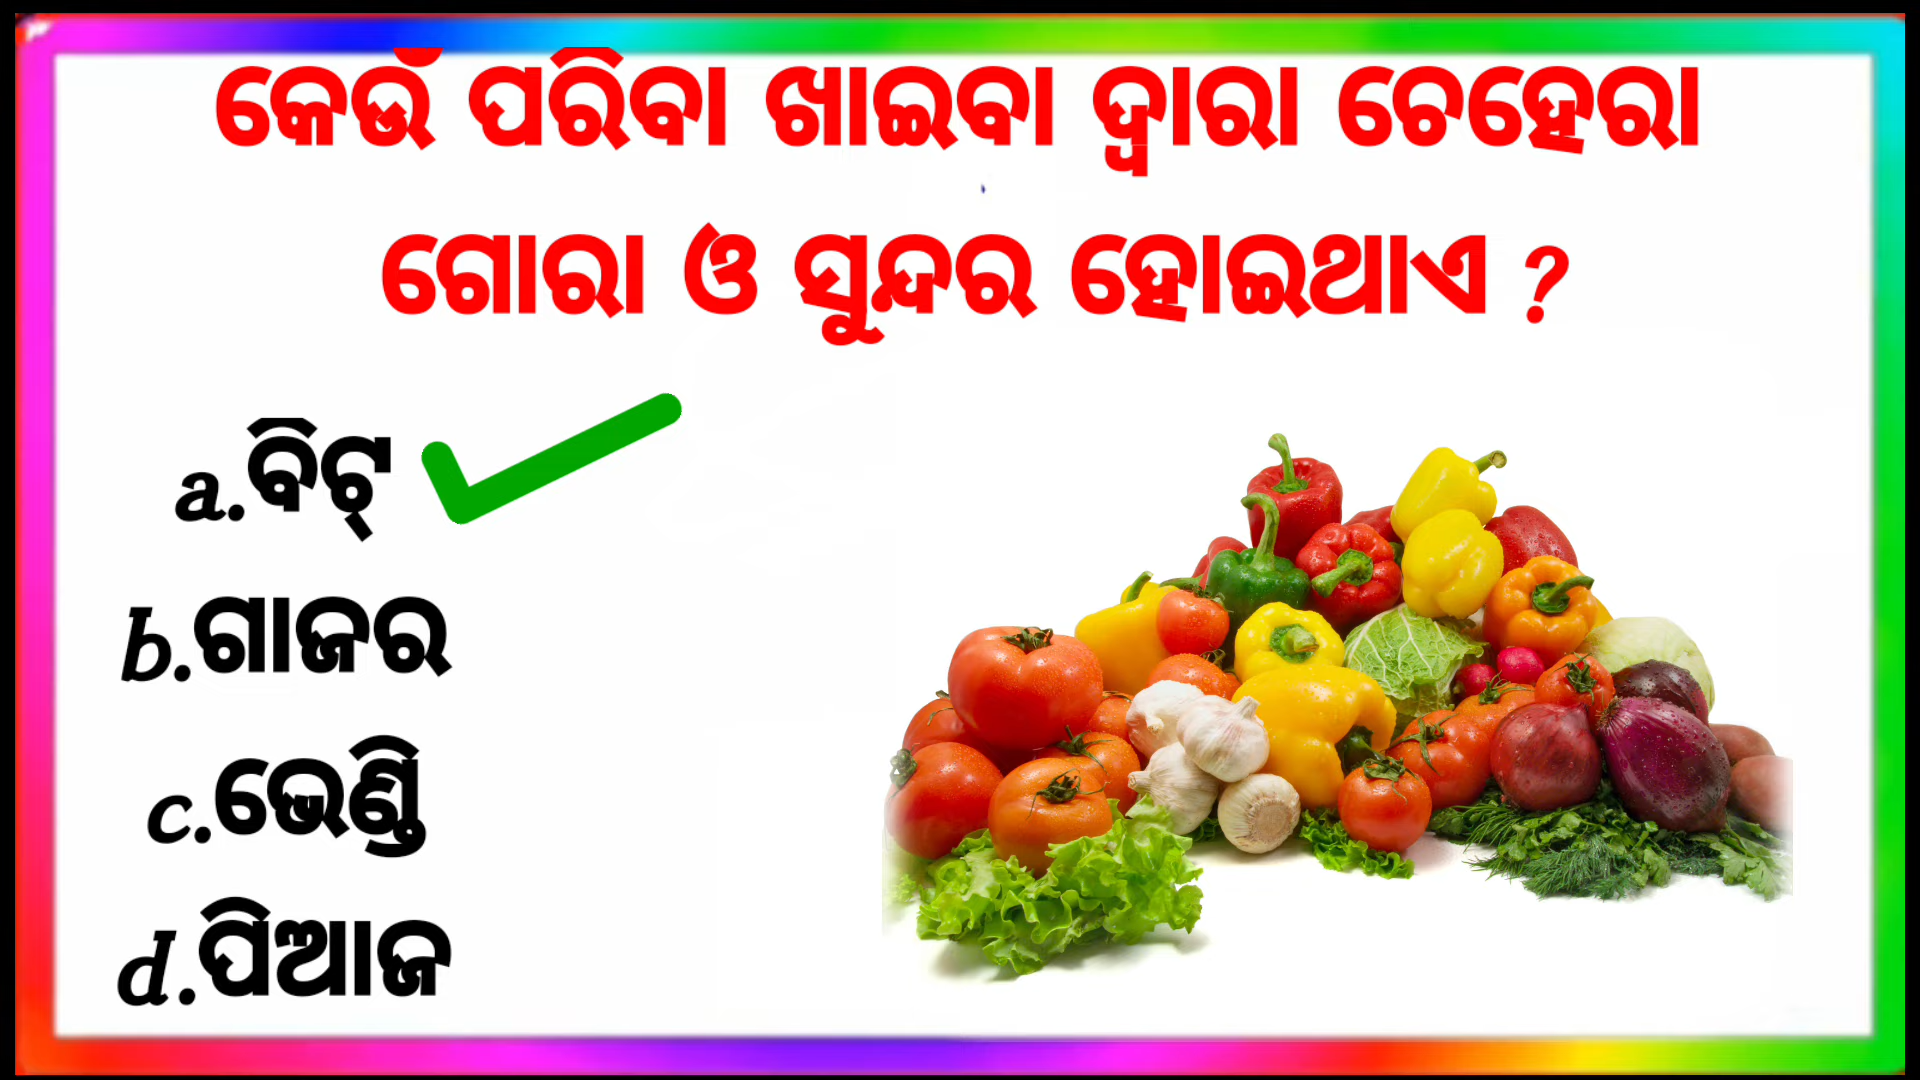 କେଉଁ ପରିବା ଖାଇବା ଦ୍ୱାରା ଚେହେରା
ଗୋରା ଓ ସୁନ୍ଦର ହୋଇଥାଏ ?
a.ବିଟ୍
b.ଗାଜର
c.ଭେଣ୍ଡି
d.ପିଆଜ